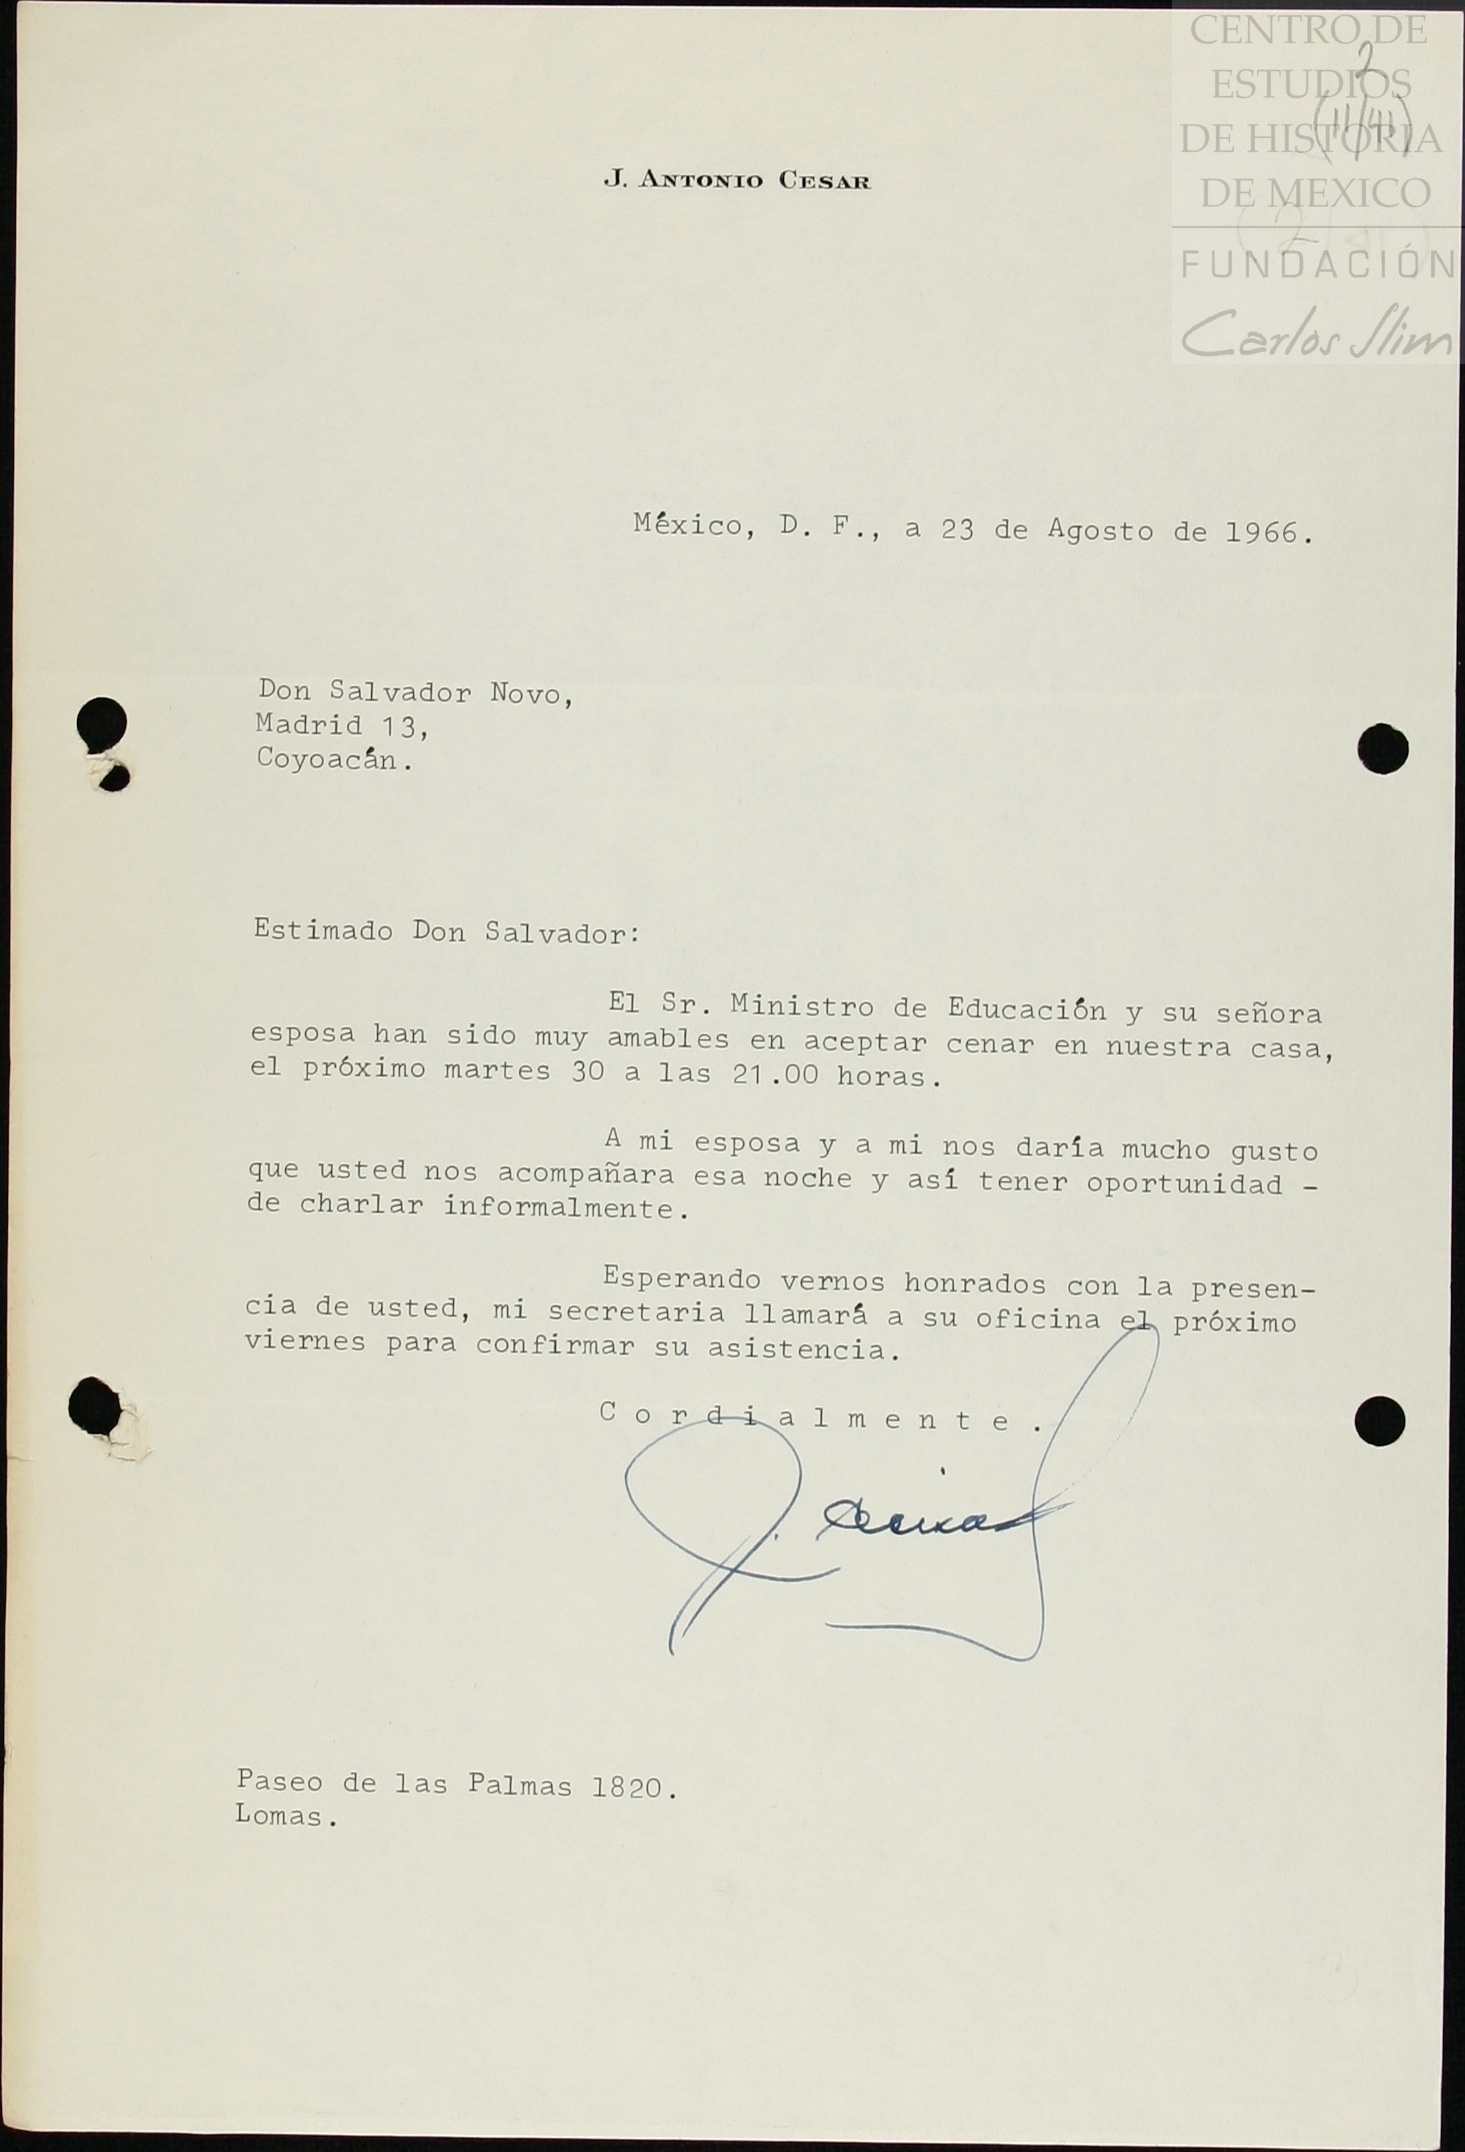 CENTRO DE
ESTUDIOS
DE HISTORIA
DE MEXICO
FUNDACIÓN
Carlos Slim
2
(11/41)
J. ANTONIO CESAR
México, D. F., a 23 de Agosto de 1966.
Don Salvador Novo,
Madrid 13,
Coyoacán.
Estimado Don Salvador:
El Sr. Ministro de Educación y su señora
esposa han sido muy amables en aceptar cenar en nuestra casa,
el próximo martes 30 a las 21.00 horas.
A mi esposa y a mi nos daría mucho gusto
que usted nos acompañara esa noche y así tener oportunidad -
de charlar informalmente.
Esperando vernos honrados con la presen-
cia de usted, mi secretaria llamará a su oficina el próximo
viernes para confirmar su asistencia.
C o r d i a l m e n t e .
Paseo de las Palmas 1820.
Lomas.